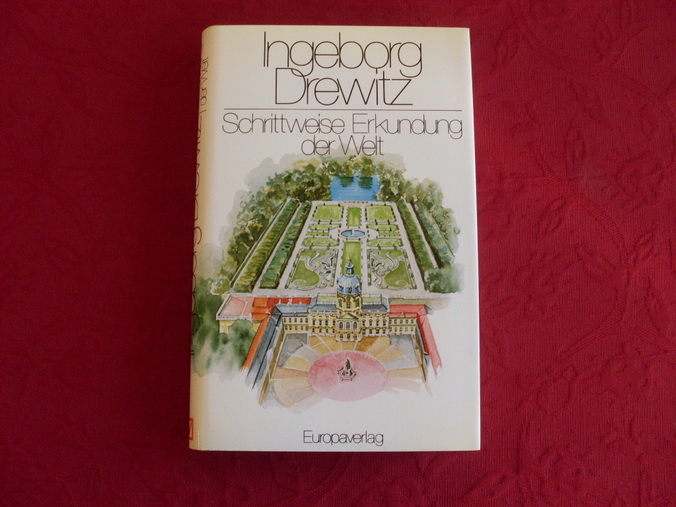 Ingeborg
Drewitz
Schrittweise Erkundung
der Welt
Europaverlag